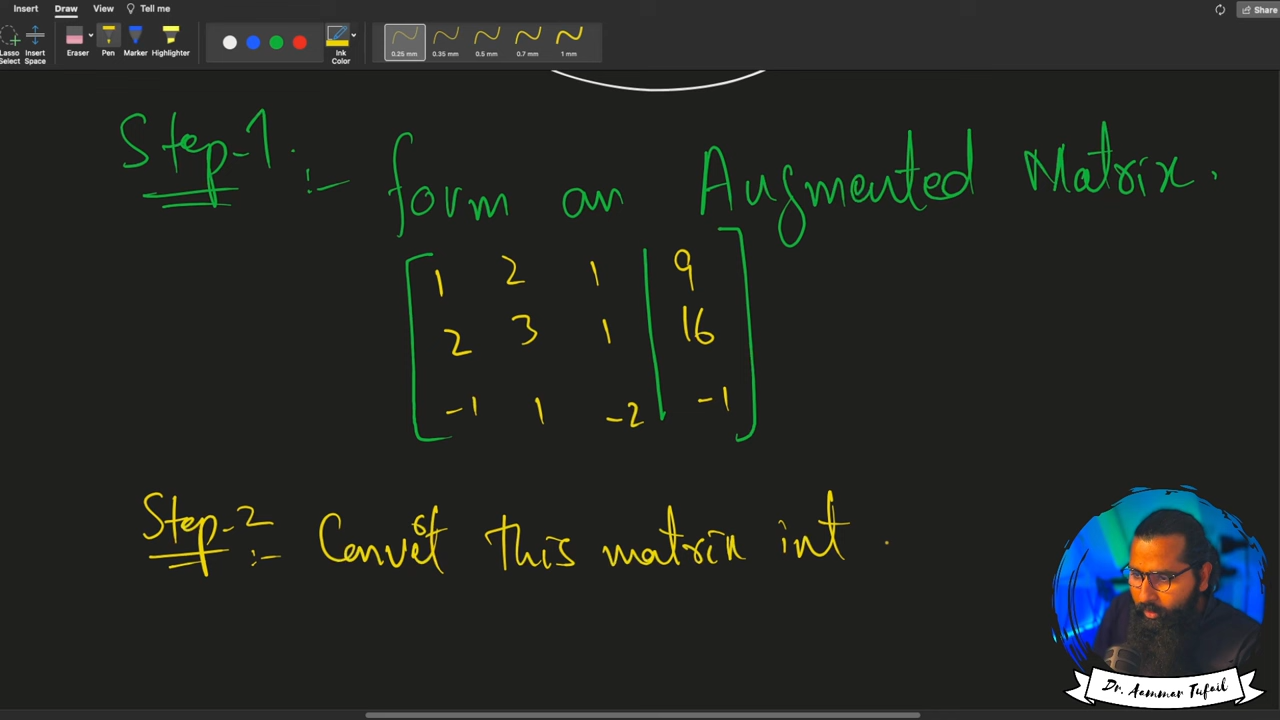 Insert Draw View Tell me Share
Lasso Select Insert Space Eraser Pen Marker Highlighter Ink Color 0.25 mm 0.35 mm 0.5 mm 0.7 mm 1 mm
Step-1 :- form an Augmented Matrix.
1 2 1 9
2 3 1 16
-1 1 -2 -1
Step-2 :- Convert this matrix int
Dr. Aammar Tufail